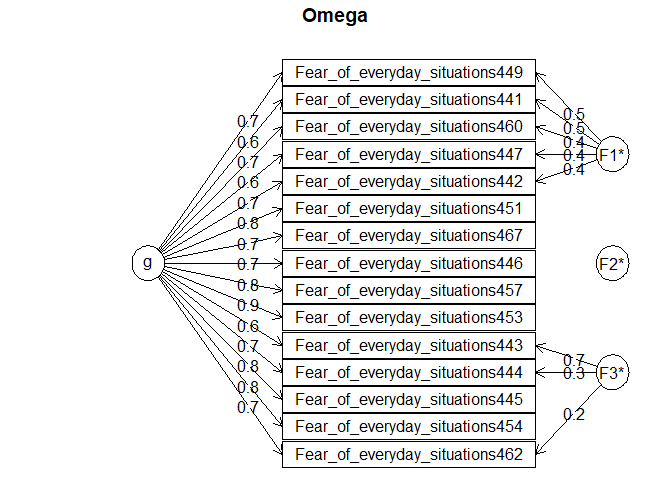 Omega
Fear_of_everyday_situations449
Fear_of_everyday_situations441
Fear_of_everyday_situations460
Fear_of_everyday_situations447
Fear_of_everyday_situations442
Fear_of_everyday_situations451
Fear_of_everyday_situations467
Fear_of_everyday_situations446
Fear_of_everyday_situations457
Fear_of_everyday_situations453
Fear_of_everyday_situations443
Fear_of_everyday_situations444
Fear_of_everyday_situations445
Fear_of_everyday_situations454
Fear_of_everyday_situations462
g
0.7
0.6
0.7
0.6
0.7
0.8
0.7
0.7
0.8
0.9
0.6
0.7
0.8
0.8
0.7
0.5
0.5
0.4
0.4
0.4
F1*
F2*
0.7
0.3
0.2
F3*